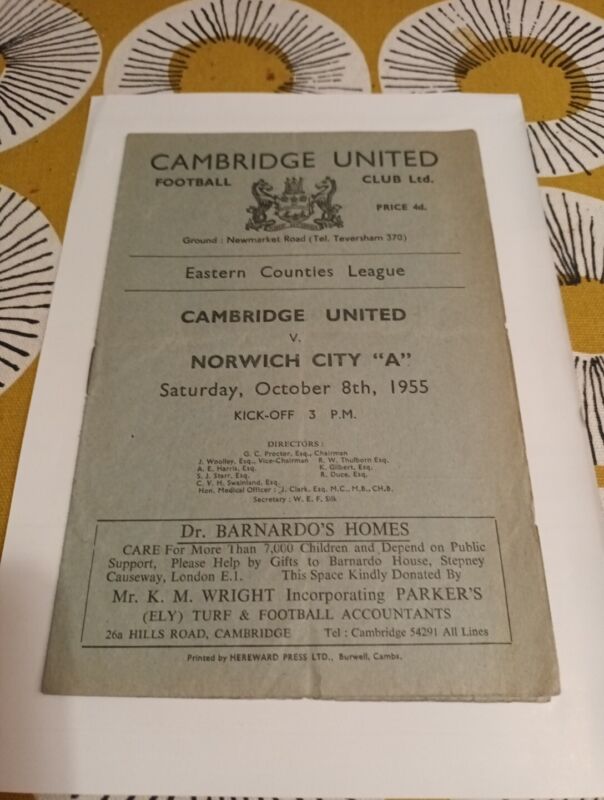 CAMBRIDGE UNITED
FOOTBALL CLUB Ltd.
PRICE 4d.
Ground : Newmarket Road (Tel. Teversham 370)
Eastern Counties League
CAMBRIDGE UNITED
V.
NORWICH CITY "A"
Saturday, October 8th, 1955
KICK-OFF 3 P.M.
DIRECTORS :
G. C. Proctor, Esq., Chairman
J. Woolley, Esq., Vice-Chairman R. W. Thulborn Esq.
A. E. Harris, Esq. K. Gilbert, Esq.
S. J. Starr, Esq. R. Duce, Esq.
C. V. H. Swainland, Esq.
Hon. Medical Officer : J. Clark, Esq. M.C., M.B., CH.B.
Secretary : W. E. F. Silk
Dr. BARNARDO'S HOMES
CARE For More Than 7,000 Children and Depend on Public
Support, Please Help by Gifts to Barnardo House, Stepney
Causeway, London E.1. This Space Kindly Donated By
Mr. K. M. WRIGHT Incorporating PARKER'S
(ELY) TURF & FOOTBALL ACCOUNTANTS
26a HILLS ROAD, CAMBRIDGE Tel : Cambridge 54291 All Lines
Printed by HEREWARD PRESS LTD., Burwell, Cambs.